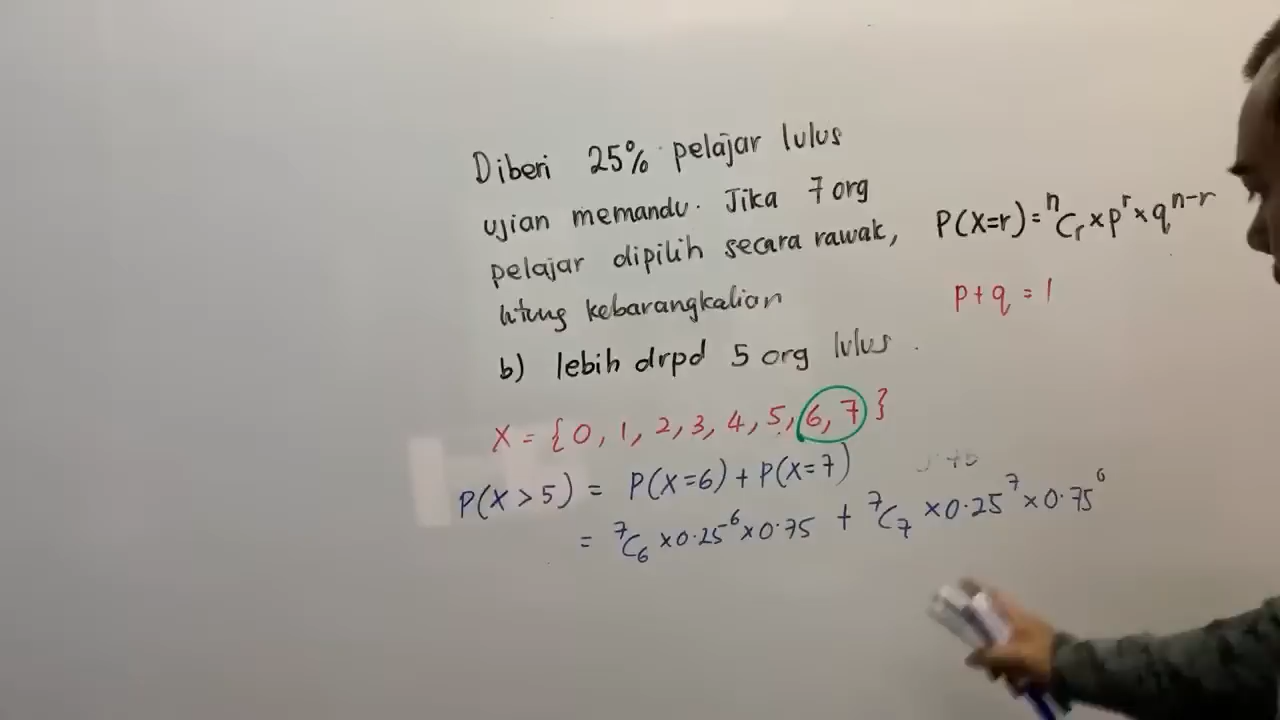 Diberi 25% pelajar lulus
ujian memandu. Jika 7 org
pelajar dipilih secara rawak,
hitung kebarangkalian
b) lebih drpd 5 org lulus.
P(X=r) = ⁿCᵣ × pʳ × qⁿ⁻ʳ
p + q = 1
X = {0, 1, 2, 3, 4, 5, 6, 7}
P(X > 5) = P(X=6) + P(X=7)
= ⁷C₆ × 0.25⁶ × 0.75 + ⁷C₇ × 0.25⁷ × 0.75⁰